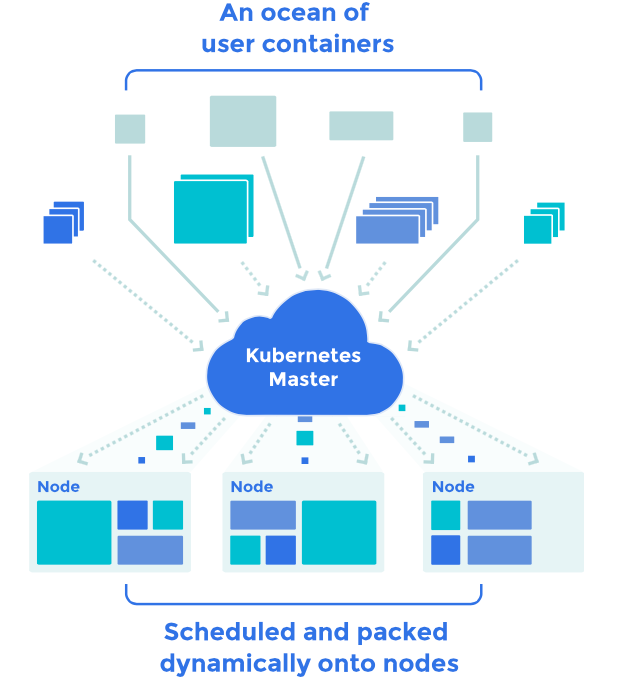 An ocean of
user containers
Kubernetes
Master
Node
Node
Node
Scheduled and packed
dynamically onto nodes